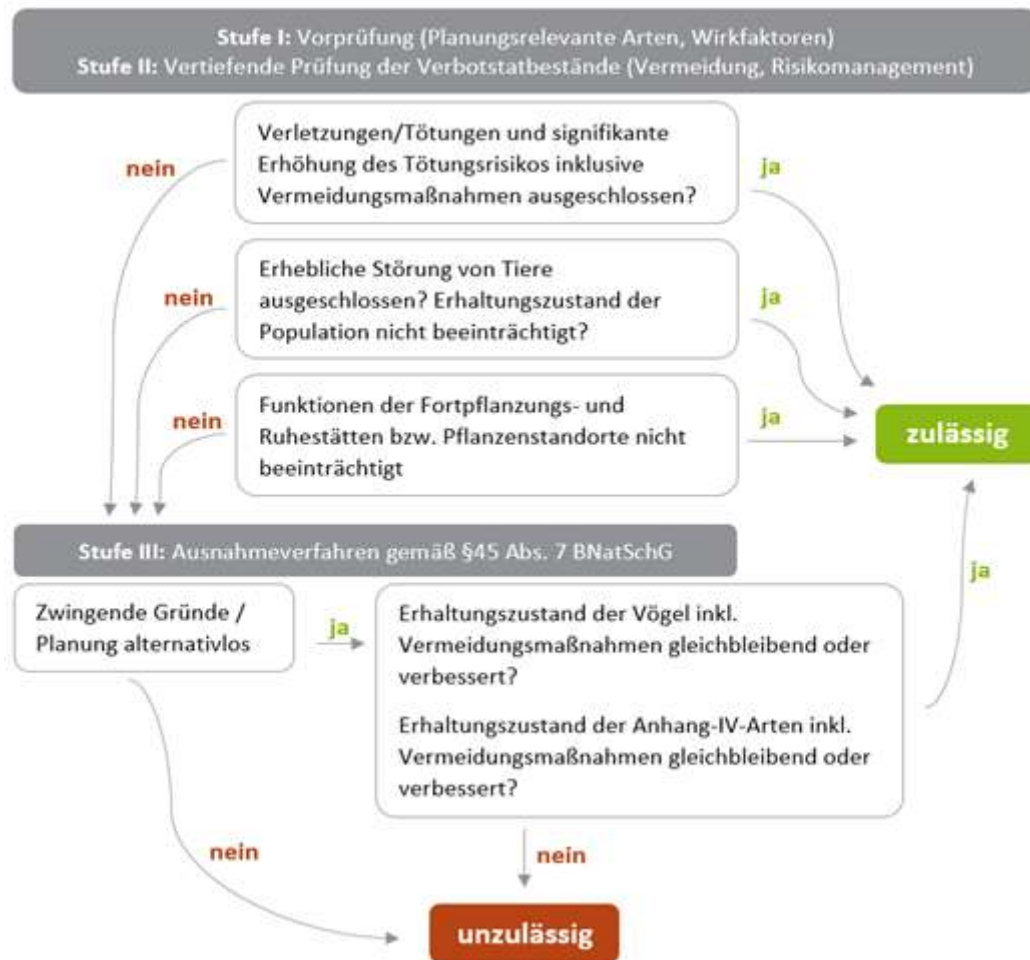 Stufe I: Vorprüfung (Planungsrelevante Arten, Wirkfaktoren)
Stufe II: Vertiefende Prüfung der Verbotstatbestände (Vermeidung, Risikomanagement)
nein
Verletzungen/Tötungen und signifikante
Erhöhung des Tötungsrisikos inklusive
Vermeidungsmaßnahmen ausgeschlossen?
ja
nein
Erhebliche Störung von Tiere
ausgeschlossen? Erhaltungszustand der
Population nicht beeinträchtigt?
ja
nein
Funktionen der Fortpflanzungs- und
Ruhestätten bzw. Pflanzenstandorte nicht
beeinträchtigt
ja
zulässig
Stufe III: Ausnahmeverfahren gemäß §45 Abs. 7 BNatSchG
Zwingende Gründe /
Planung alternativlos
ja
Erhaltungszustand der Vögel inkl.
Vermeidungsmaßnahmen gleichbleibend oder
verbessert?
Erhaltungszustand der Anhang-IV-Arten inkl.
Vermeidungsmaßnahmen gleichbleibend oder
verbessert?
ja
nein
nein
unzulässig